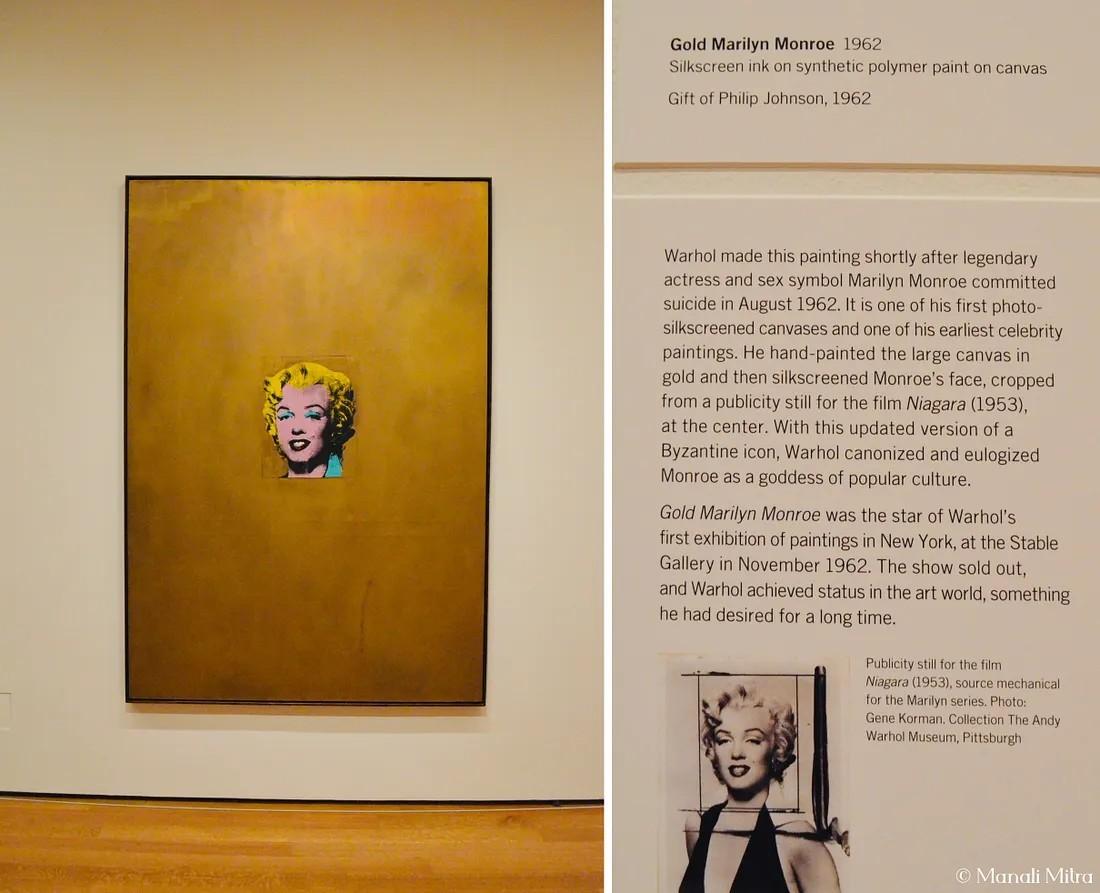 Gold Marilyn Monroe 1962
Silkscreen ink on synthetic polymer paint on canvas
Gift of Philip Johnson, 1962
Warhol made this painting shortly after legendary
actress and sex symbol Marilyn Monroe committed
suicide in August 1962. It is one of his first photo-
silkscreened canvases and one of his earliest celebrity
paintings. He hand-painted the large canvas in
gold and then silkscreened Monroe's face, cropped
from a publicity still for the film Niagara (1953),
at the center. With this updated version of a
Byzantine icon, Warhol canonized and eulogized
Monroe as a goddess of popular culture.
Gold Marilyn Monroe was the star of Warhol's
first exhibition of paintings in New York, at the Stable
Gallery in November 1962. The show sold out,
and Warhol achieved status in the art world, something
he had desired for a long time.
Publicity still for the film
Niagara (1953), source mechanical
for the Marilyn series. Photo:
Gene Korman. Collection The Andy
Warhol Museum, Pittsburgh
© Manali Mitra